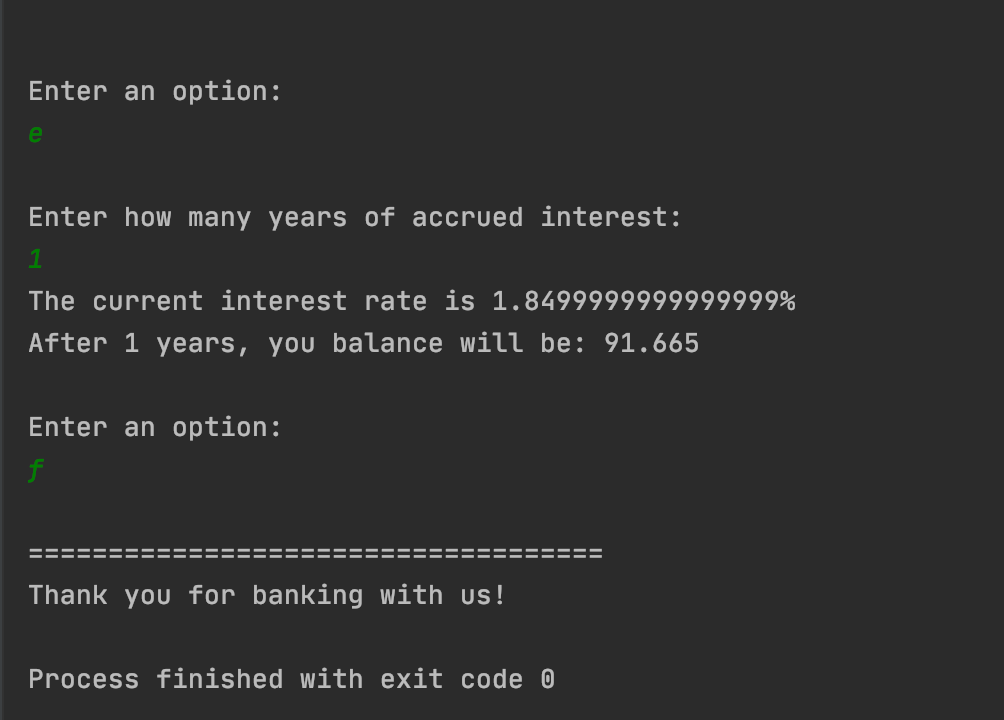 Enter an option:
e
Enter how many years of accrued interest:
1
The current interest rate is 1.8499999999999999%
After 1 years, you balance will be: 91.665
Enter an option:
f
====================================
Thank you for banking with us!
Process finished with exit code 0